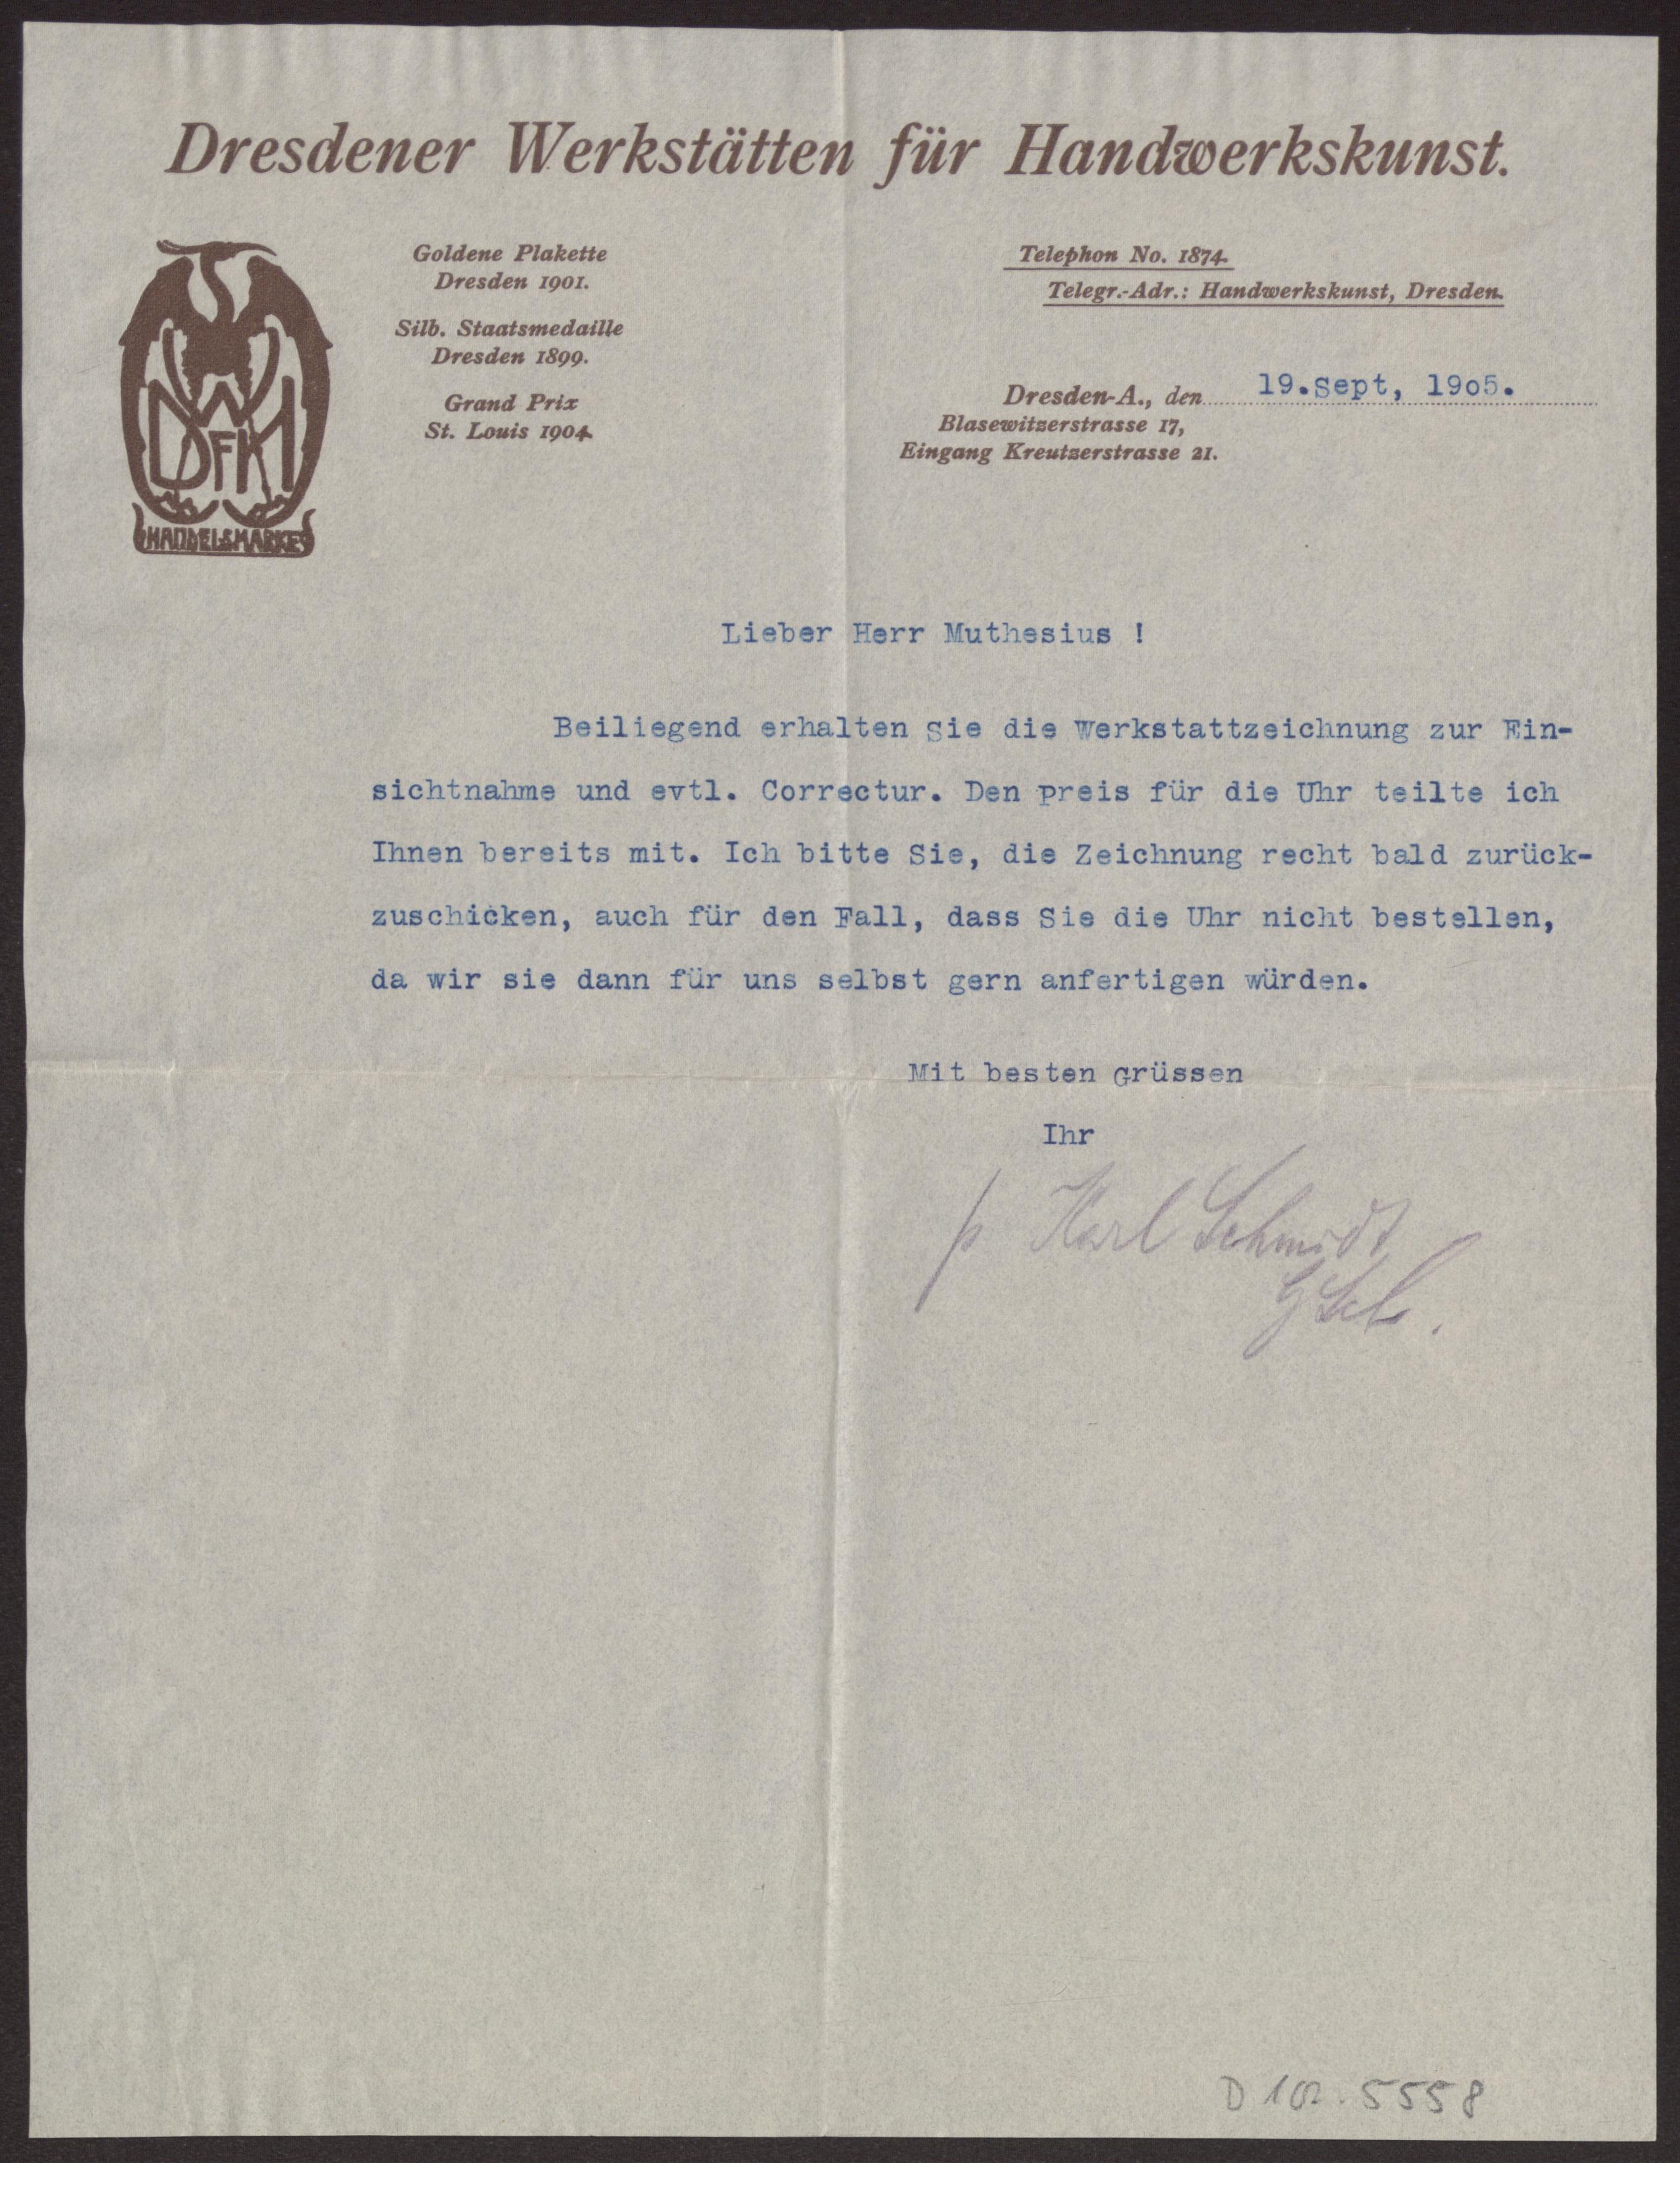 Dresdener Werkstätten für Handwerkskunst.
DWFHK
HANDELSMARKE
Goldene Plakette
Dresden 1901.
Silb. Staatsmedaille
Dresden 1899.
Grand Prix
St. Louis 1904.
Telephon No. 1874.
Telegr.-Adr.: Handwerkskunst, Dresden.
Dresden-A., den 19.Sept, 19o5.
Blasewitzerstrasse 17,
Eingang Kreutzerstrasse 21.
Lieber Herr Muthesius !
Beiliegend erhalten Sie die Werkstattzeichnung zur Ein-
sichtnahme und evtl. Correctur. Den Preis für die Uhr teilte ich
Ihnen bereits mit. Ich bitte Sie, die Zeichnung recht bald zurück-
zuschicken, auch für den Fall, dass Sie die Uhr nicht bestellen,
da wir sie dann für uns selbst gern anfertigen würden.
Mit besten Grüssen
Ihr
p Karl Schmidt
D 102.5558